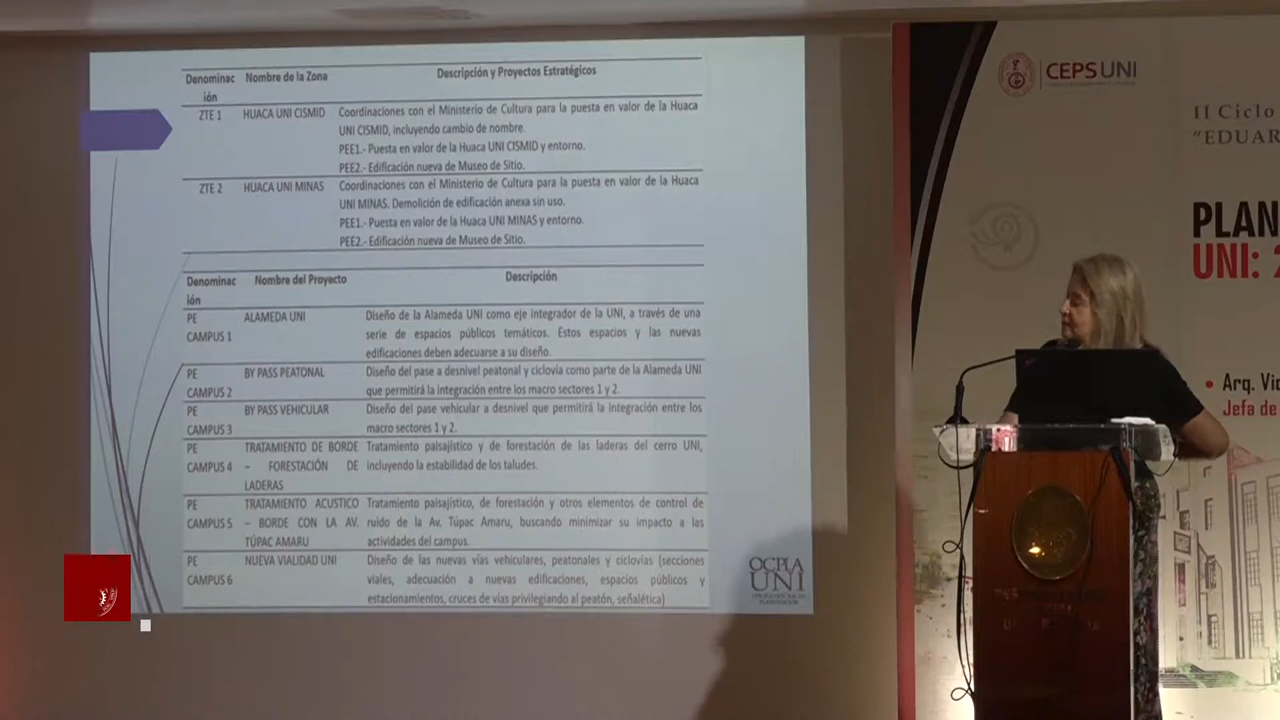 Denominac Nombre de la Zona Descripción y Proyectos Estratégicos
ión
ZTE 1 HUACA UNI CISMID Coordinaciones con el Ministerio de Cultura para la puesta en valor de la Huaca
UNI CISMID, incluyendo cambio de nombre.
PEE1.- Puesta en valor de la Huaca UNI CISMID y entorno.
PEE2.- Edificación nueva de Museo de Sitio.
ZTE 2 HUACA UNI MINAS Coordinaciones con el Ministerio de Cultura para la puesta en valor de la Huaca
UNI MINAS. Demolición de edificación anexa sin uso.
PEE1.- Puesta en valor de la Huaca UNI MINAS y entorno.
PEE2.- Edificación nueva de Museo de Sitio.
Denominac Nombre del Proyecto Descripción
ión
PE ALAMEDA UNI Diseño de la Alameda UNI como eje integrador de la UNI, a través de una
CAMPUS 1 serie de espacios públicos temáticos. Estos espacios y las nuevas
edificaciones deben adecuarse a su diseño.
PE BY PASS PEATONAL Diseño del pase a desnivel peatonal y ciclovía como parte de la Alameda UNI
CAMPUS 2 que permitirá la integración entre los macro sectores 1 y 2.
PE BY PASS VEHICULAR Diseño del pase vehicular a desnivel que permitirá la integración entre los
CAMPUS 3 macro sectores 1 y 2.
PE TRATAMIENTO DE BORDE Tratamiento paisajístico y de forestación de las laderas del cerro UNI,
CAMPUS 4 – FORESTACIÓN DE incluyendo la estabilidad de los taludes.
LADERAS
PE TRATAMIENTO ACUSTICO Tratamiento paisajístico, de forestación y otros elementos de control de
CAMPUS 5 – BORDE CON LA AV. ruido de la Av. Túpac Amaru, buscando minimizar su impacto a las
TÚPAC AMARU actividades del campus.
PE NUEVA VIALIDAD UNI Diseño de las nuevas vías vehiculares, peatonales y ciclovías (secciones
CAMPUS 6 viales, adecuación a nuevas edificaciones, espacios públicos y
estacionamientos, cruces de vías privilegiando al peatón, señalética)
OCPLA
UNI
CEPS UNI
II Ciclo
"EDUAR
PLAN
UNI: 2
• Arq. Vic
Jefa de